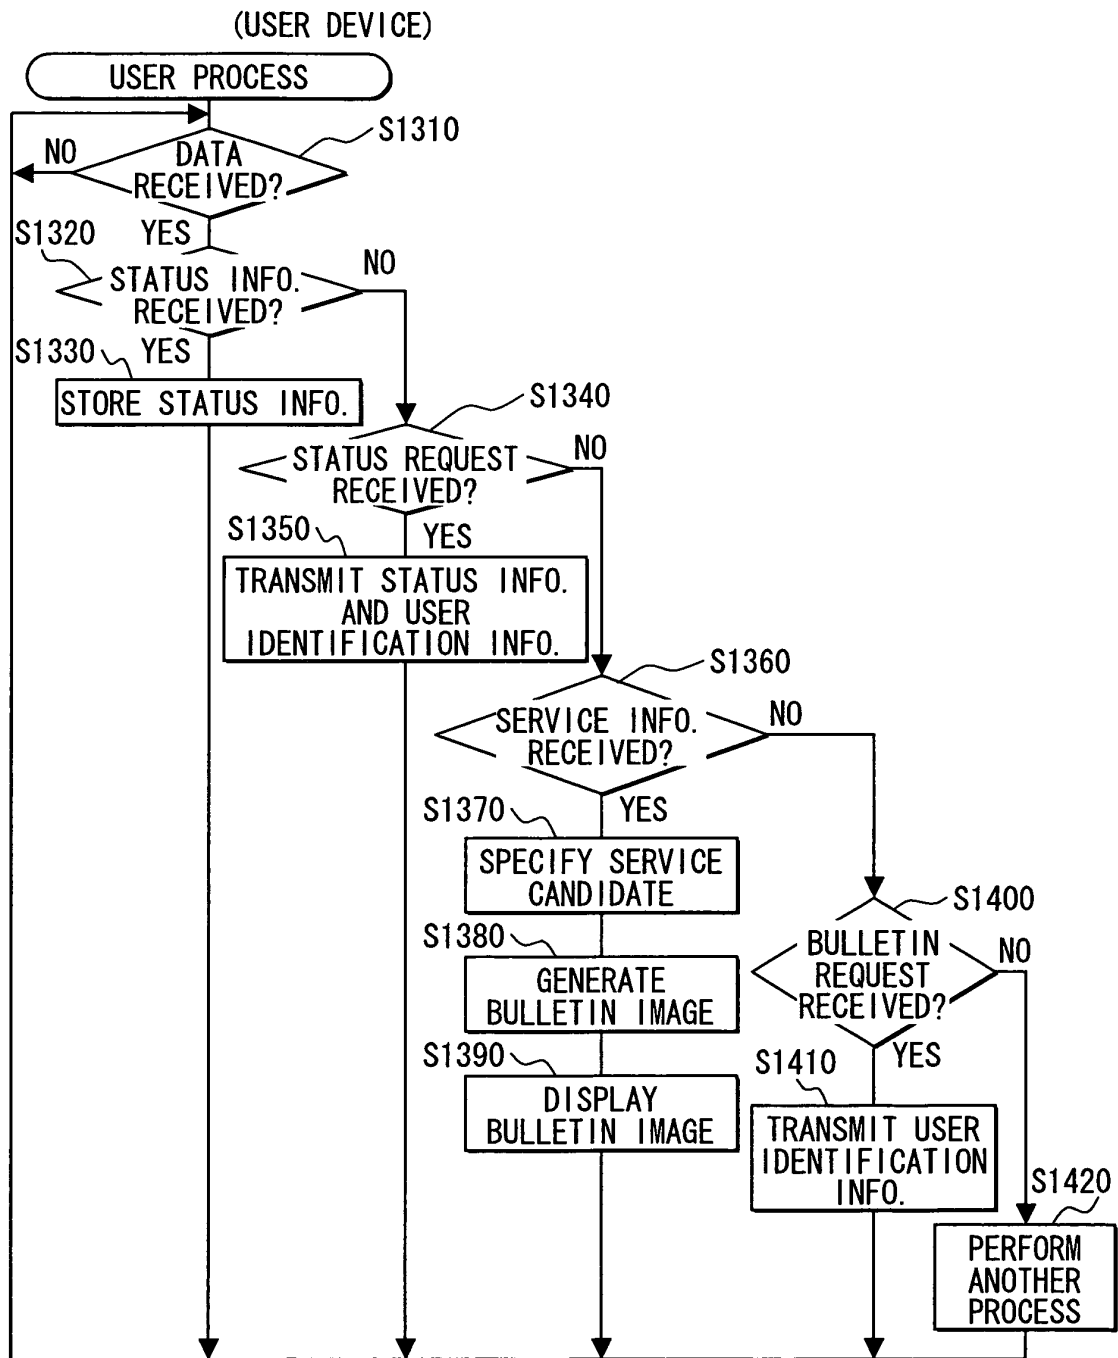 (USER DEVICE)
USER PROCESS
S1310
NO
DATA
RECEIVED?
S1320
YES
STATUS INFO.
RECEIVED?
NO
S1330
YES
STORE STATUS INFO.
S1340
STATUS REQUEST
RECEIVED?
NO
S1350
YES
TRANSMIT STATUS INFO.
AND USER
IDENTIFICATION INFO.
S1360
SERVICE INFO.
RECEIVED?
NO
S1370
YES
SPECIFY SERVICE
CANDIDATE
S1380
GENERATE
BULLETIN IMAGE
S1390
DISPLAY
BULLETIN IMAGE
S1400
BULLETIN
REQUEST
RECEIVED?
NO
YES
S1410
TRANSMIT USER
IDENTIFICATION
INFO.
S1420
PERFORM
ANOTHER
PROCESS